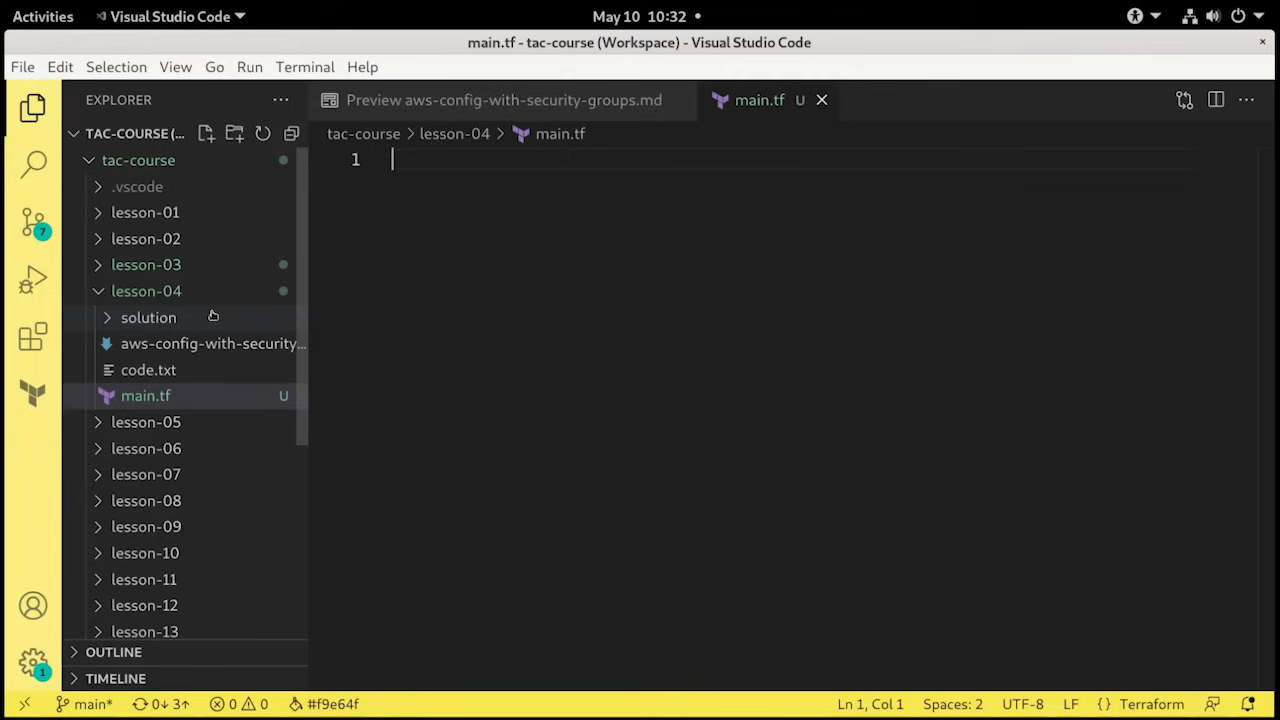 Activities Visual Studio Code May 10 10:32
main.tf - tac-course (Workspace) - Visual Studio Code ×
File Edit Selection View Go Run Terminal Help
EXPLORER ... Preview aws-config-with-security-groups.md main.tf U
TAC-COURSE (... tac-course > lesson-04 > main.tf
tac-course 1
.vscode
lesson-01
lesson-02
7
lesson-03
lesson-04
solution
aws-config-with-security...
code.txt
main.tf U
lesson-05
lesson-06
lesson-07
lesson-08
lesson-09
lesson-10
lesson-11
lesson-12
lesson-13
OUTLINE
1
TIMELINE
main* 0↓ 3↑ 0 0 #f9e64f Ln 1, Col 1 Spaces: 2 UTF-8 LF {} Terraform